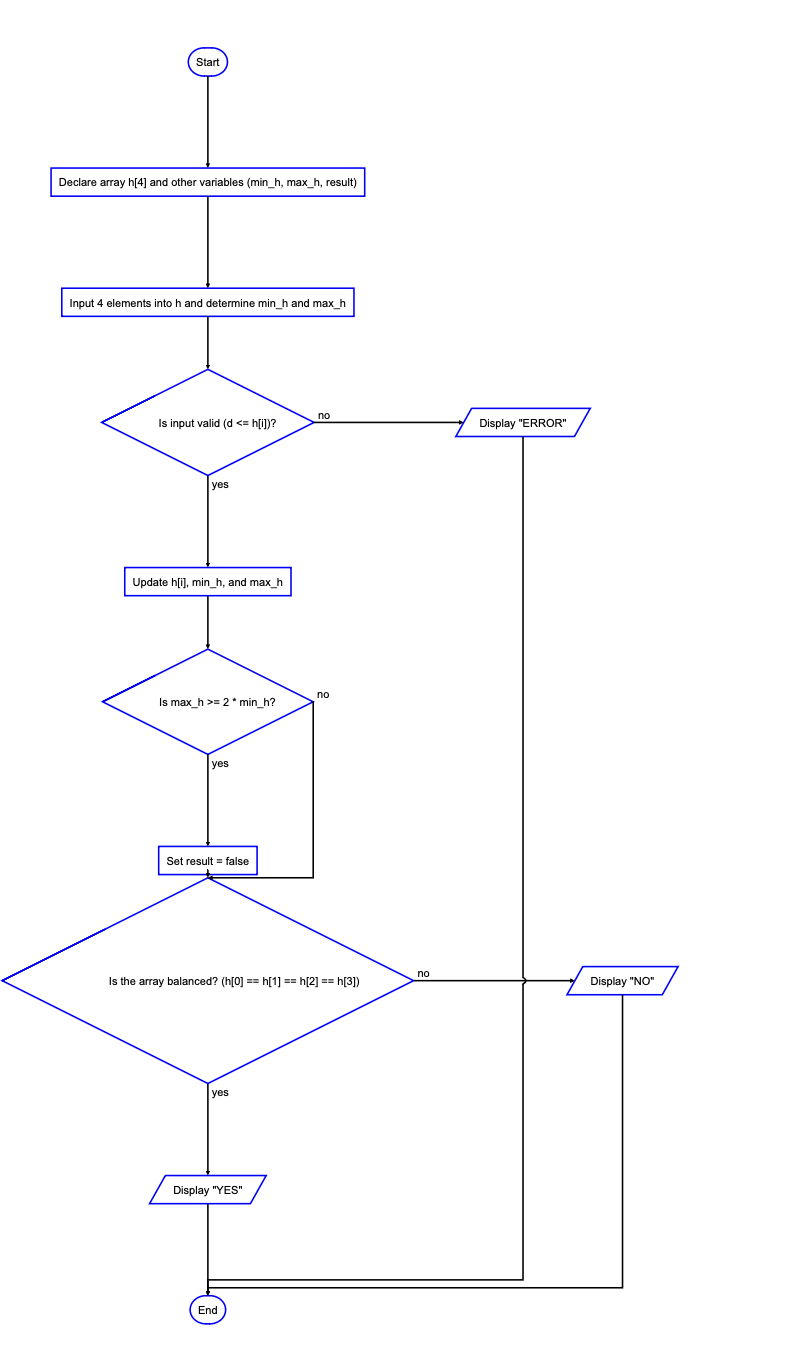 Start
Declare array h[4] and other variables (min_h, max_h, result)
Input 4 elements into h and determine min_h and max_h
Is input valid (d <= h[i])?
no
Display "ERROR"
yes
Update h[i], min_h, and max_h
Is max_h >= 2 * min_h?
no
yes
Set result = false
Is the array balanced? (h[0] == h[1] == h[2] == h[3])
no
Display "NO"
yes
Display "YES"
End